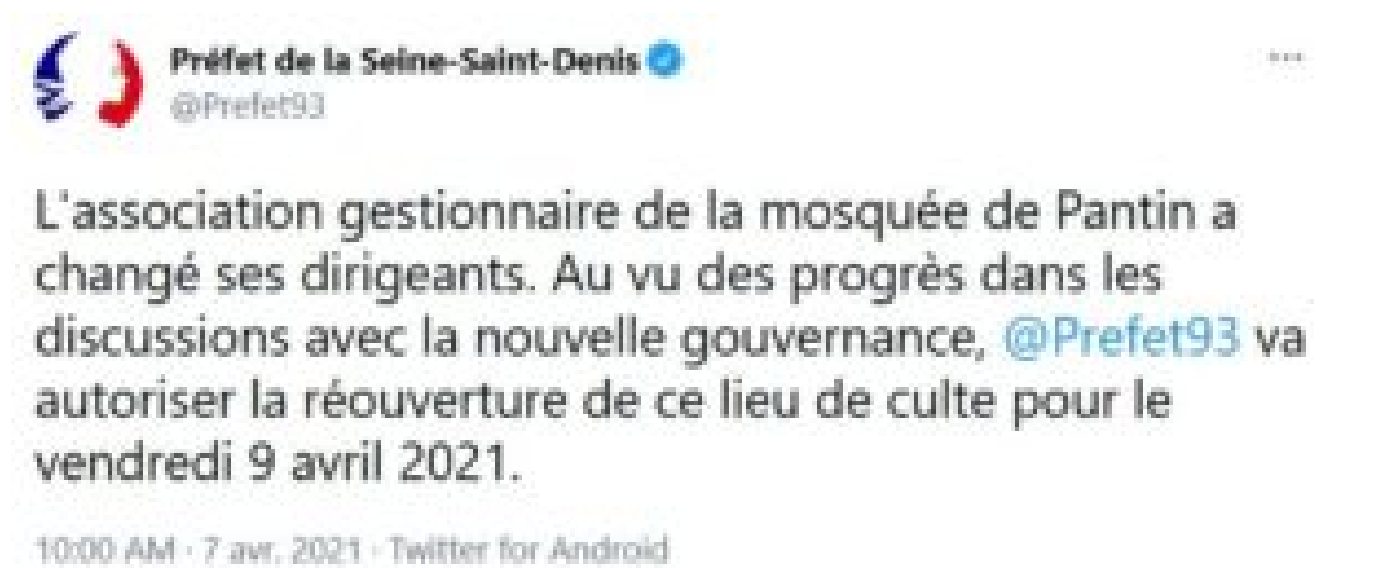 Préfet de la Seine-Saint-Denis
@Prefet93
L'association gestionnaire de la mosquée de Pantin a
changé ses dirigeants. Au vu des progrès dans les
discussions avec la nouvelle gouvernance, @Prefet93 va
autoriser la réouverture de ce lieu de culte pour le
vendredi 9 avril 2021.
10:00 AM · 7 avr. 2021 · Twitter for Android